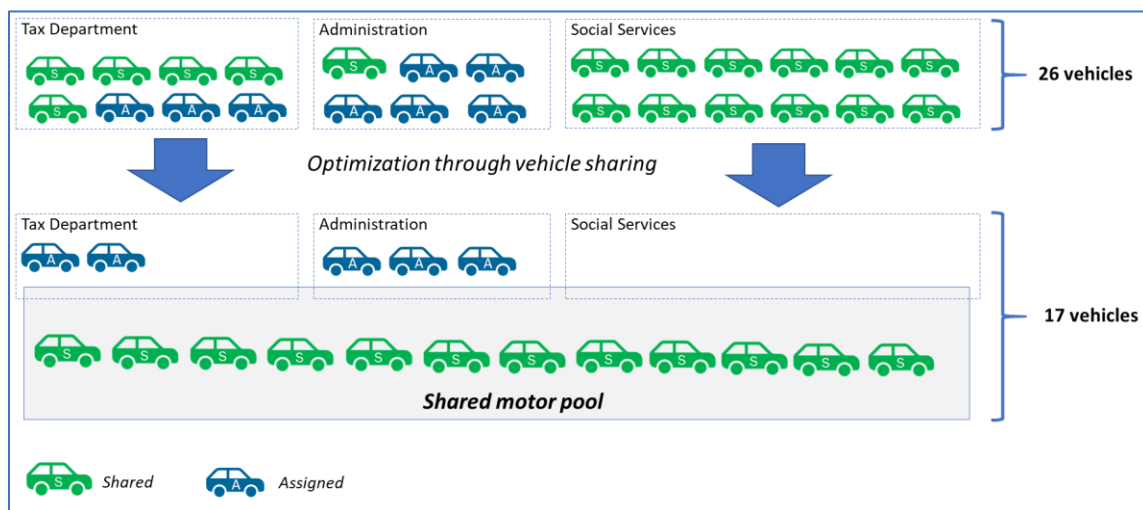 Tax Department
Administration
Social Services
S S S S
S A A A
S A A
A A A
S S S S S S
S S S S S S
26 vehicles
Optimization through vehicle sharing
Tax Department
Administration
Social Services
A A
A A A
17 vehicles
S S S S S S S S S S S S
Shared motor pool
S Shared
A Assigned